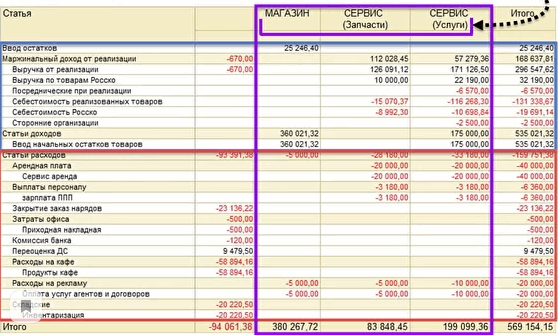 Статья МАГАЗИН СЕРВИС (Запчасти) СЕРВИС (Услуги) Итого
Ввод остатков 25 246,40 25 246,40
Маржинальный доход от реализации -670,00 112 028,45 57 279,36 168 637,81
Выручка от реализации -670,00 126 091,12 171 126,50 296 547,62
Выручка по товарам Росско 10 000,00 22 190,00 32 190,00
Посреднические при реализации -6 570,00 -6 570,00
Себестоимость реализованных товаров -15 070,37 -116 268,30 -131 338,67
Себестоимость Росско -8 992,30 -10 698,84 -19 691,14
Сторонние организации -2 500,00 -2 500,00
Статьи доходов 360 021,32 175 000,00 535 021,32
Ввод начальных остатков товаров 360 021,32 175 000,00 535 021,32
Статьи расходов -93 391,38 -5 000,00 -28 180,00 -33 180,00 -159 751,38
Арендная плата -20 000,00 -20 000,00 -40 000,00
Сервис аренда -20 000,00 -20 000,00 -40 000,00
Выплаты персоналу -3 180,00 -3 180,00 -6 360,00
зарплата ППП -3 180,00 -3 180,00 -6 360,00
Закрытие заказ нарядов -23 136,22 -23 136,22
Затраты офиса -500,00 -500,00
Приходная накладная -500,00 -500,00
Комиссия банка -120,00 -120,00
Переоценка ДС 9 479,50 9 479,50
Расходы на кафе -58 894,16 -58 894,16
Продукты кафе -58 894,16 -58 894,16
Расходы на рекламу -5 000,00 -5 000,00 -10 000,00 -20 000,00
Оплата услуг агентов и договоров -5 000,00 -5 000,00 -10 000,00 -20 000,00
-20 220,50 -20 220,50
Инвентаризация -20 220,50 -20 220,50
Итого -94 061,38 380 267,72 83 848,45 199 099,36 569 154,15